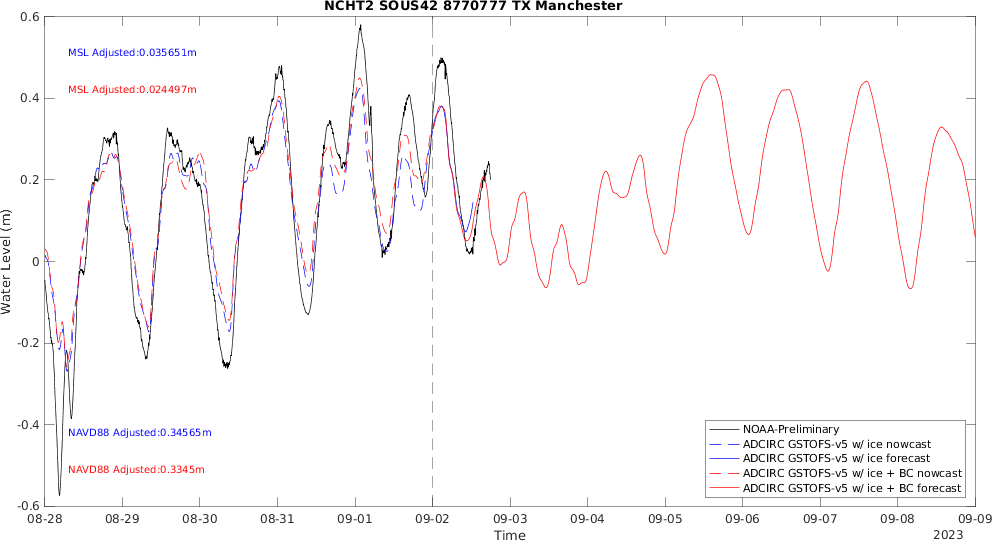 NCHT2 SOUS42 8770777 TX Manchester
0.6
MSL Adjusted:0.035651m
MSL Adjusted:0.024497m
0.4
0.2
0
-0.2
-0.4
-0.6
Water Level (m)
NAVD88 Adjusted:0.34565m
NAVD88 Adjusted:0.3345m
NOAA-Preliminary
ADCIRC GSTOFS-v5 w/ ice nowcast
ADCIRC GSTOFS-v5 w/ ice forecast
ADCIRC GSTOFS-v5 w/ ice + BC nowcast
ADCIRC GSTOFS-v5 w/ ice + BC forecast
08-28 08-29 08-30 08-31 09-01 09-02 09-03 09-04 09-05 09-06 09-07 09-08 09-09
Time
2023